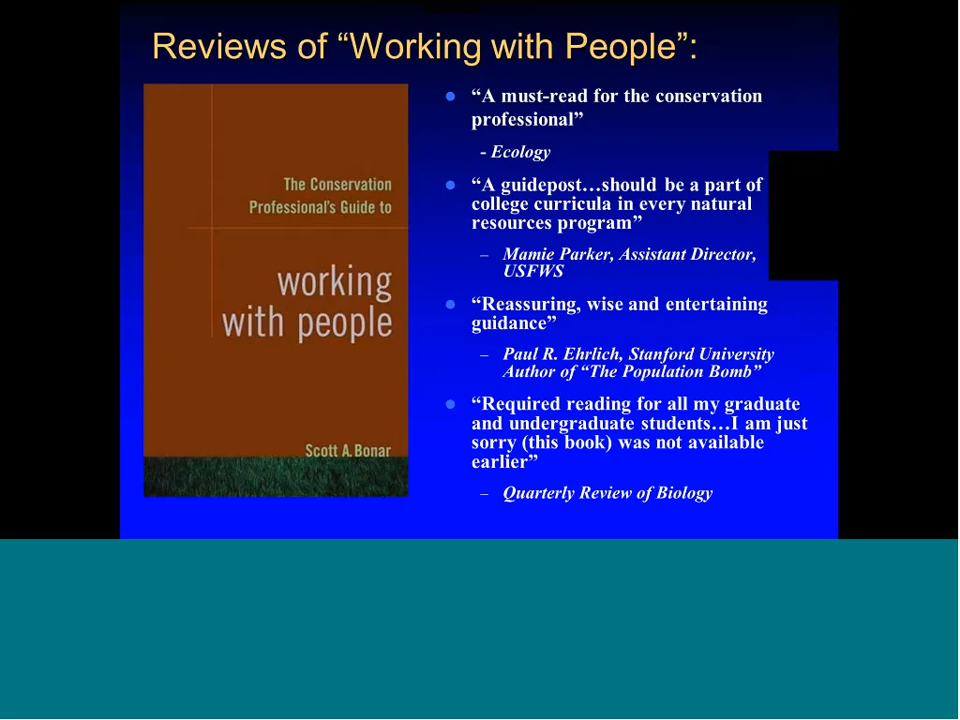 Reviews of “Working with People”:
The Conservation
Professional’s Guide to
working
with people
Scott A. Bonar
“A must-read for the conservation
professional”
- Ecology
“A guidepost…should be a part of
college curricula in every natural
resources program”
– Mamie Parker, Assistant Director,
USFWS
“Reassuring, wise and entertaining
guidance”
– Paul R. Ehrlich, Stanford University
Author of “The Population Bomb”
“Required reading for all my graduate
and undergraduate students…I am just
sorry (this book) was not available
earlier”
– Quarterly Review of Biology